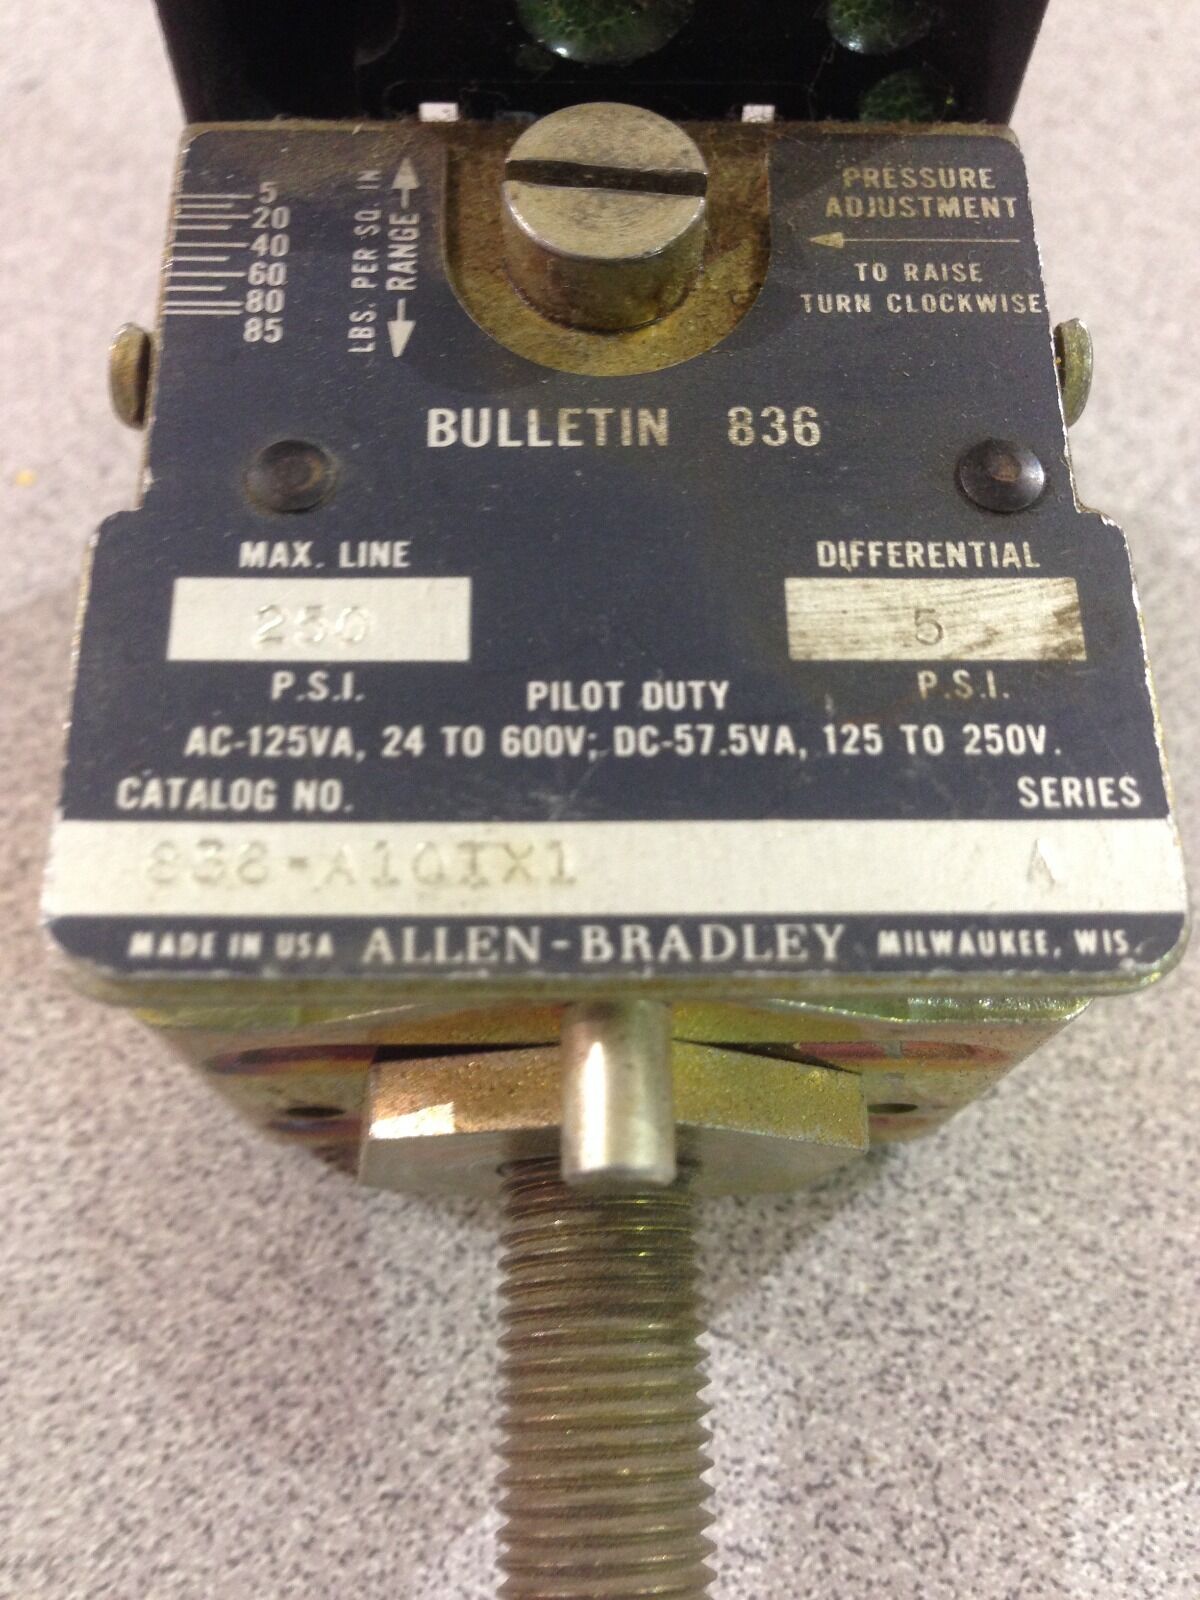 5
20
40
60
80
85
LBS. PER SQ. IN
RANGE
PRESSURE
ADJUSTMENT
TO RAISE
TURN CLOCKWISE
BULLETIN 836
MAX. LINE
250
P.S.I.
DIFFERENTIAL
5
P.S.I.
PILOT DUTY
AC-125VA, 24 TO 600V; DC-57.5VA, 125 TO 250V.
CATALOG NO.
SERIES
836-A1QIX1
A
MADE IN USA ALLEN-BRADLEY MILWAUKEE, WIS.